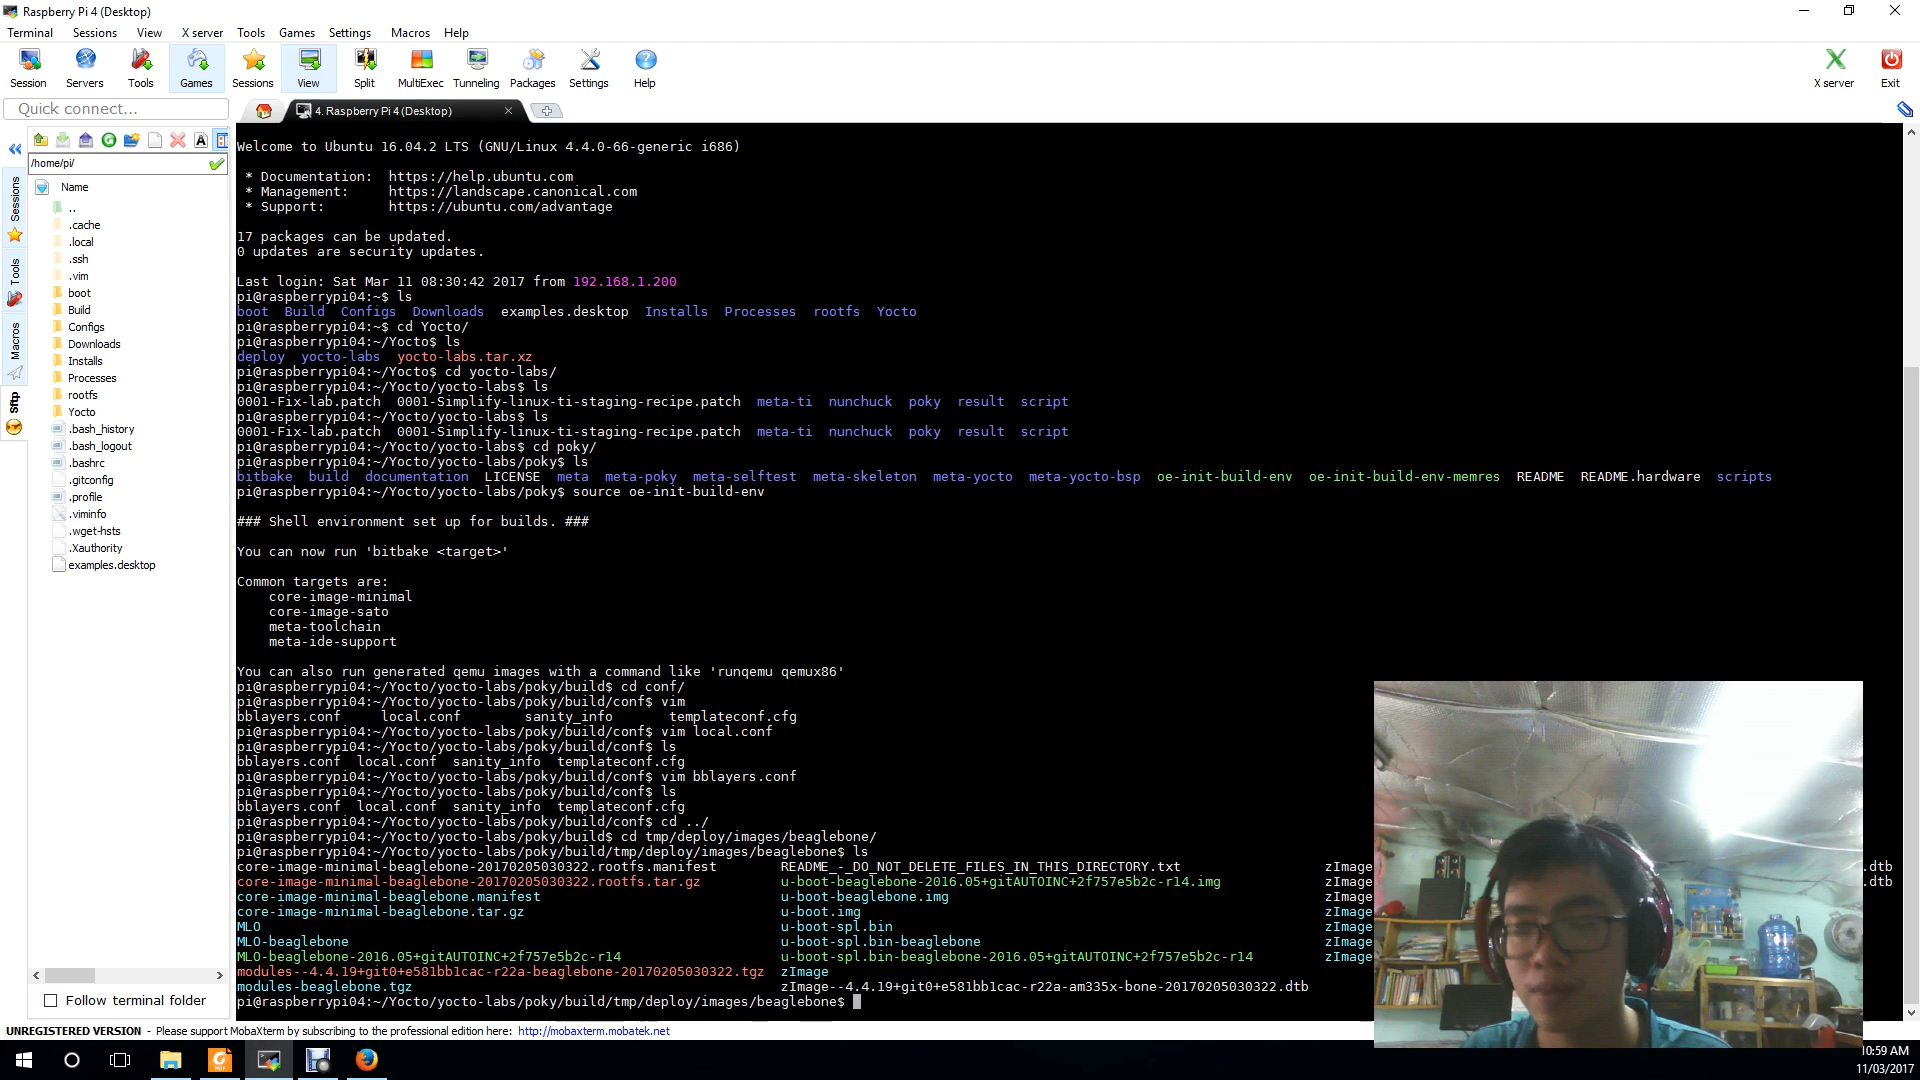 Raspberry Pi 4 (Desktop)
Terminal Sessions View X server Tools Games Settings Macros Help
Session Servers Tools Games Sessions View Split MultiExec Tunneling Packages Settings Help X server Exit
Quick connect...
4. Raspberry Pi 4 (Desktop)
/home/pi/
Name
..
.cache
.local
.ssh
.vim
boot
Build
Configs
Downloads
Installs
Processes
rootfs
Yocto
.bash_history
.bash_logout
.bashrc
.gitconfig
.profile
.viminfo
.wget-hsts
.Xauthority
examples.desktop
Follow terminal folder
Sessions
Tools
Macros
Sftp
Welcome to Ubuntu 16.04.2 LTS (GNU/Linux 4.4.0-66-generic i686)
* Documentation: https://help.ubuntu.com
* Management: https://landscape.canonical.com
* Support: https://ubuntu.com/advantage
17 packages can be updated.
0 updates are security updates.
Last login: Sat Mar 11 08:30:42 2017 from 192.168.1.200
pi@raspberrypi04:~$ ls
boot Build Configs Downloads examples.desktop Installs Processes rootfs Yocto
pi@raspberrypi04:~$ cd Yocto/
pi@raspberrypi04:~/Yocto$ ls
deploy yocto-labs yocto-labs.tar.xz
pi@raspberrypi04:~/Yocto$ cd yocto-labs/
pi@raspberrypi04:~/Yocto/yocto-labs$ ls
0001-Fix-lab.patch 0001-Simplify-linux-ti-staging-recipe.patch meta-ti nunchuck poky result script
pi@raspberrypi04:~/Yocto/yocto-labs$ ls
0001-Fix-lab.patch 0001-Simplify-linux-ti-staging-recipe.patch meta-ti nunchuck poky result script
pi@raspberrypi04:~/Yocto/yocto-labs$ cd poky/
pi@raspberrypi04:~/Yocto/yocto-labs/poky$ ls
bitbake build documentation LICENSE meta meta-poky meta-selftest meta-skeleton meta-yocto meta-yocto-bsp oe-init-build-env oe-init-build-env-memres README README.hardware scripts
pi@raspberrypi04:~/Yocto/yocto-labs/poky$ source oe-init-build-env
### Shell environment set up for builds. ###
You can now run 'bitbake <target>'
Common targets are:
core-image-minimal
core-image-sato
meta-toolchain
meta-ide-support
You can also run generated qemu images with a command like 'runqemu qemux86'
pi@raspberrypi04:~/Yocto/yocto-labs/poky/build$ cd conf/
pi@raspberrypi04:~/Yocto/yocto-labs/poky/build/conf$ vim
bblayers.conf local.conf sanity_info templateconf.cfg
pi@raspberrypi04:~/Yocto/yocto-labs/poky/build/conf$ vim local.conf
pi@raspberrypi04:~/Yocto/yocto-labs/poky/build/conf$ ls
bblayers.conf local.conf sanity_info templateconf.cfg
pi@raspberrypi04:~/Yocto/yocto-labs/poky/build/conf$ vim bblayers.conf
pi@raspberrypi04:~/Yocto/yocto-labs/poky/build/conf$ ls
bblayers.conf local.conf sanity_info templateconf.cfg
pi@raspberrypi04:~/Yocto/yocto-labs/poky/build/conf$ cd ../
pi@raspberrypi04:~/Yocto/yocto-labs/poky/build$ cd tmp/deploy/images/beaglebone/
pi@raspberrypi04:~/Yocto/yocto-labs/poky/build/tmp/deploy/images/beaglebone$ ls
core-image-minimal-beaglebone-20170205030322.rootfs.manifest README_-_DO_NOT_DELETE_FILES_IN_THIS_DIRECTORY.txt zImage .dtb
core-image-minimal-beaglebone-20170205030322.rootfs.tar.gz u-boot-beaglebone-2016.05+gitAUTOINC+2f757e5b2c-r14.img zImage .dtb
core-image-minimal-beaglebone.manifest u-boot-beaglebone.img zImage
core-image-minimal-beaglebone.tar.gz u-boot.img zImage
MLO u-boot-spl.bin zImage
MLO-beaglebone u-boot-spl.bin-beaglebone zImage
MLO-beaglebone-2016.05+gitAUTOINC+2f757e5b2c-r14 u-boot-spl.bin-beaglebone-2016.05+gitAUTOINC+2f757e5b2c-r14 zImage
modules--4.4.19+git0+e581bb1cac-r22a-beaglebone-20170205030322.tgz zImage
modules-beaglebone.tgz zImage--4.4.19+git0+e581bb1cac-r22a-am335x-bone-20170205030322.dtb
pi@raspberrypi04:~/Yocto/yocto-labs/poky/build/tmp/deploy/images/beaglebone$
UNREGISTERED VERSION - Please support MobaXterm by subscribing to the professional edition here: http://mobaxterm.mobatek.net
10:59 AM
11/03/2017